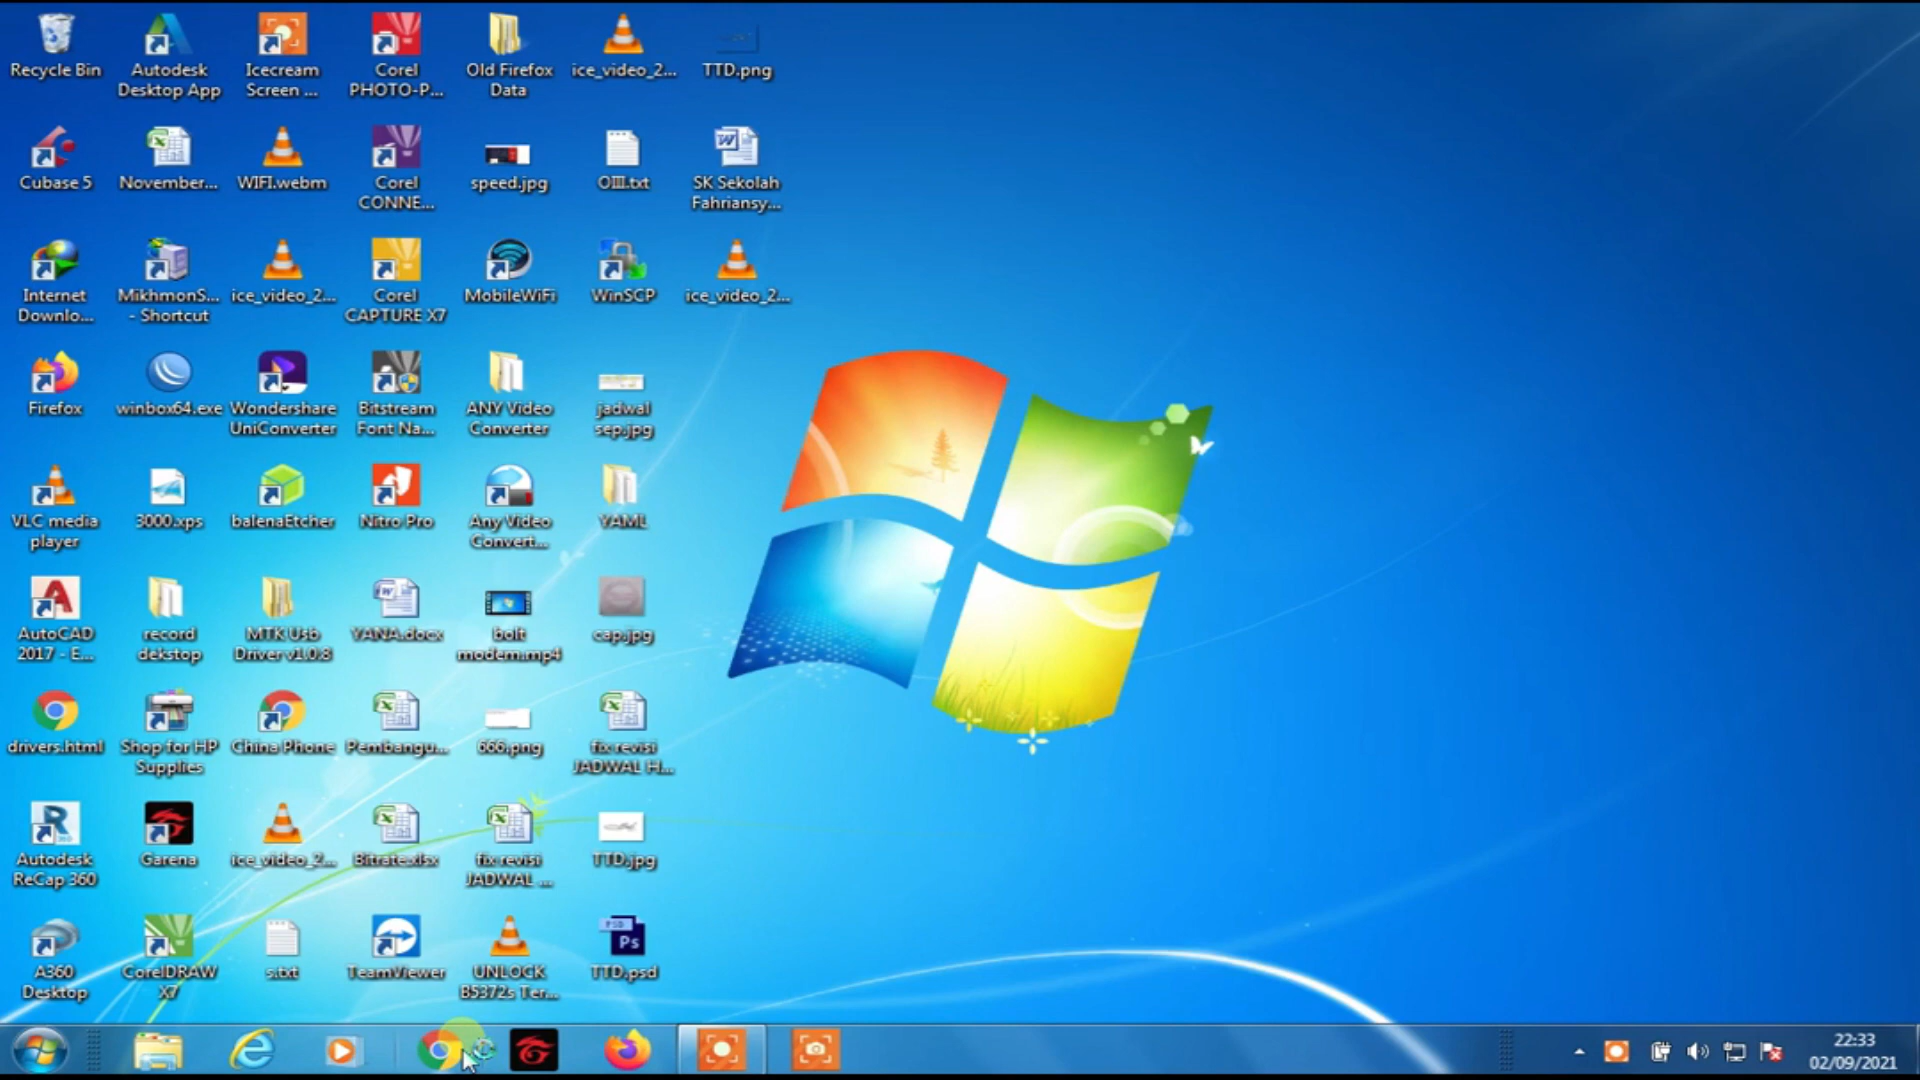 Recycle Bin
Autodesk
Desktop App
Icecream
Screen ...
Corel
PHOTO-P...
Old Firefox
Data
ice_video_2...
TTD.png
Cubase 5
November...
WIFI.webm
Corel
CONNE...
speed.jpg
OIII.txt
SK Sekolah
Fahriansy...
Internet
Downlo...
MikhmonS...
- Shortcut
ice_video_2...
Corel
CAPTURE X7
MobileWiFi
WinSCP
ice_video_2...
Firefox
winbox64.exe
Wondershare
UniConverter
Bitstream
Font Na...
ANY Video
Converter
jadwal
sep.jpg
VLC media
player
3000.xps
balenaEtcher
Nitro Pro
Any Video
Convert...
YAML
AutoCAD
2017 - E...
record
dekstop
MTK Usb
Driver v1.0.8
YANA.docx
bolt
modem.mp4
cap.jpg
drivers.html
Shop for HP
Supplies
China Phone
Pembangu...
666.png
fix revisi
JADWAL H...
Autodesk
ReCap 360
Garena
ice_video_2...
Bitrate.xlsx
fix revisi
JADWAL ...
TTD.jpg
A360
Desktop
CorelDRAW
X7
s.txt
TeamViewer
UNLOCK
B5372s Ter...
PSD
Ps
TTD.psd
22:33
02/09/2021